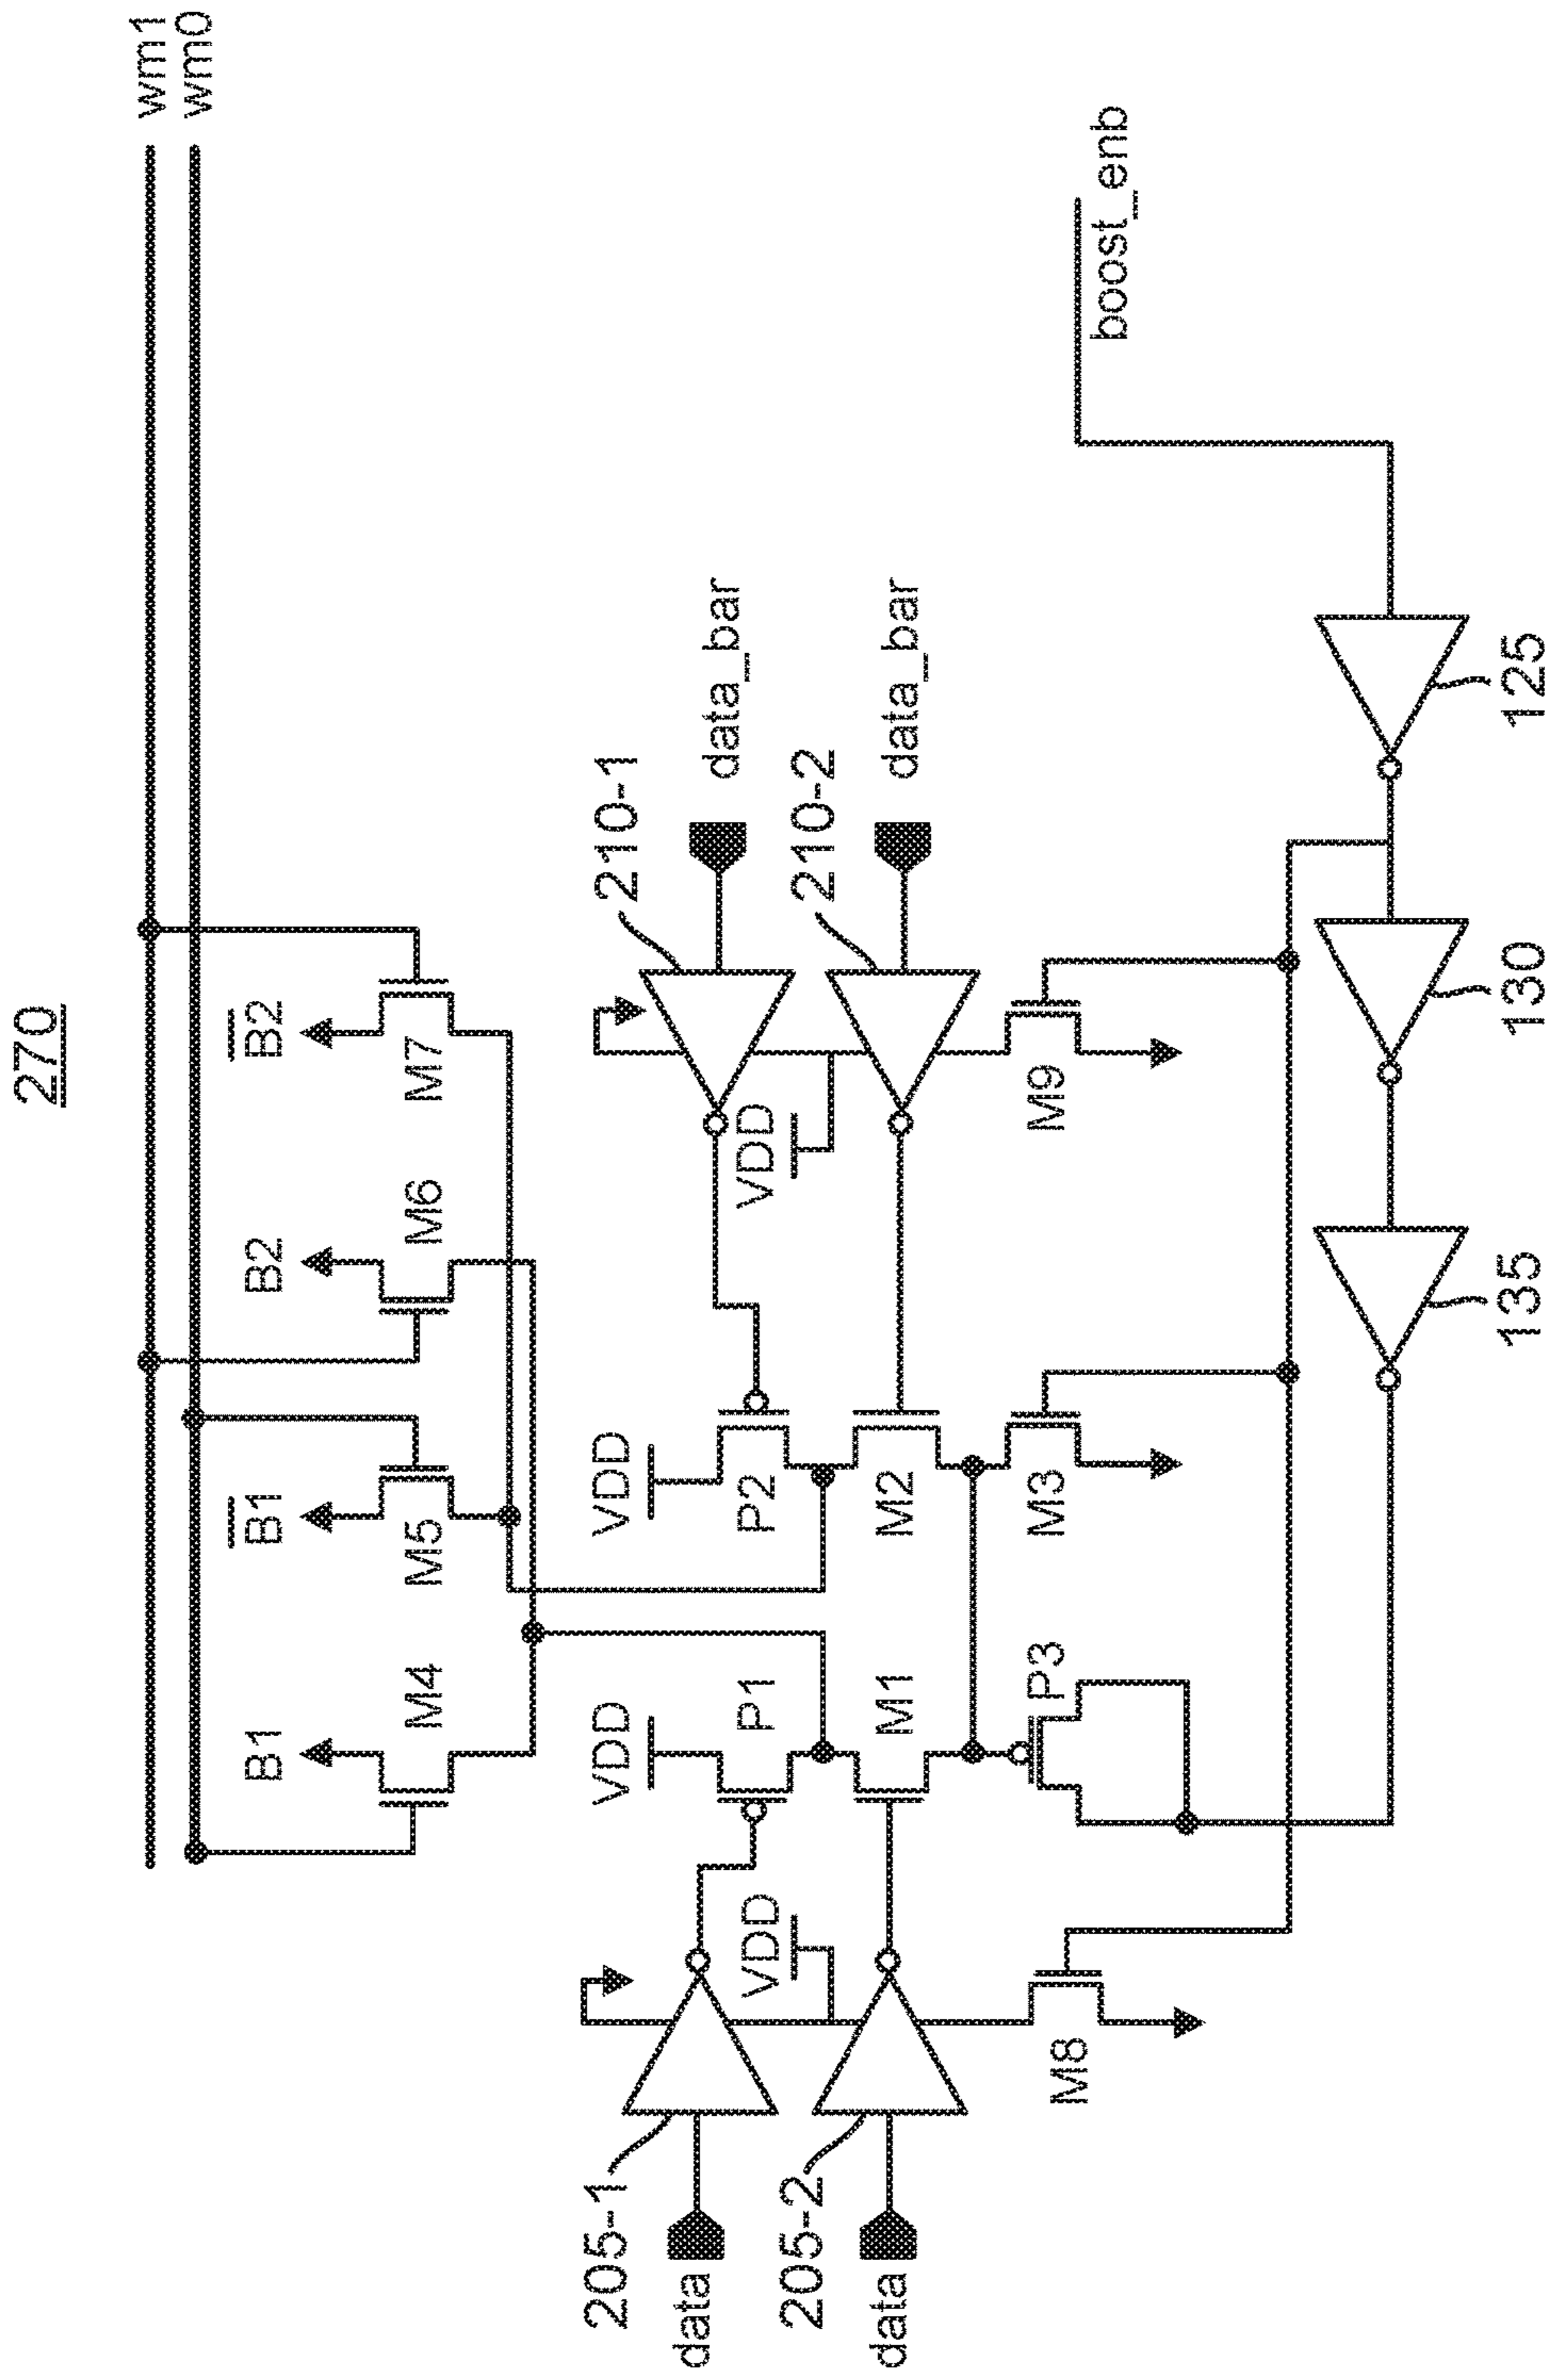 270
wm1
wm0
B1
B1
B2
B2
M4
M5
M6
M7
205-1
data
VDD
P1
VDD
P2
210-1
data_bar
VDD
VDD
205-2
data
M1
M2
210-2
data_bar
M8
P3
M3
M9
boost_enb
135
130
125